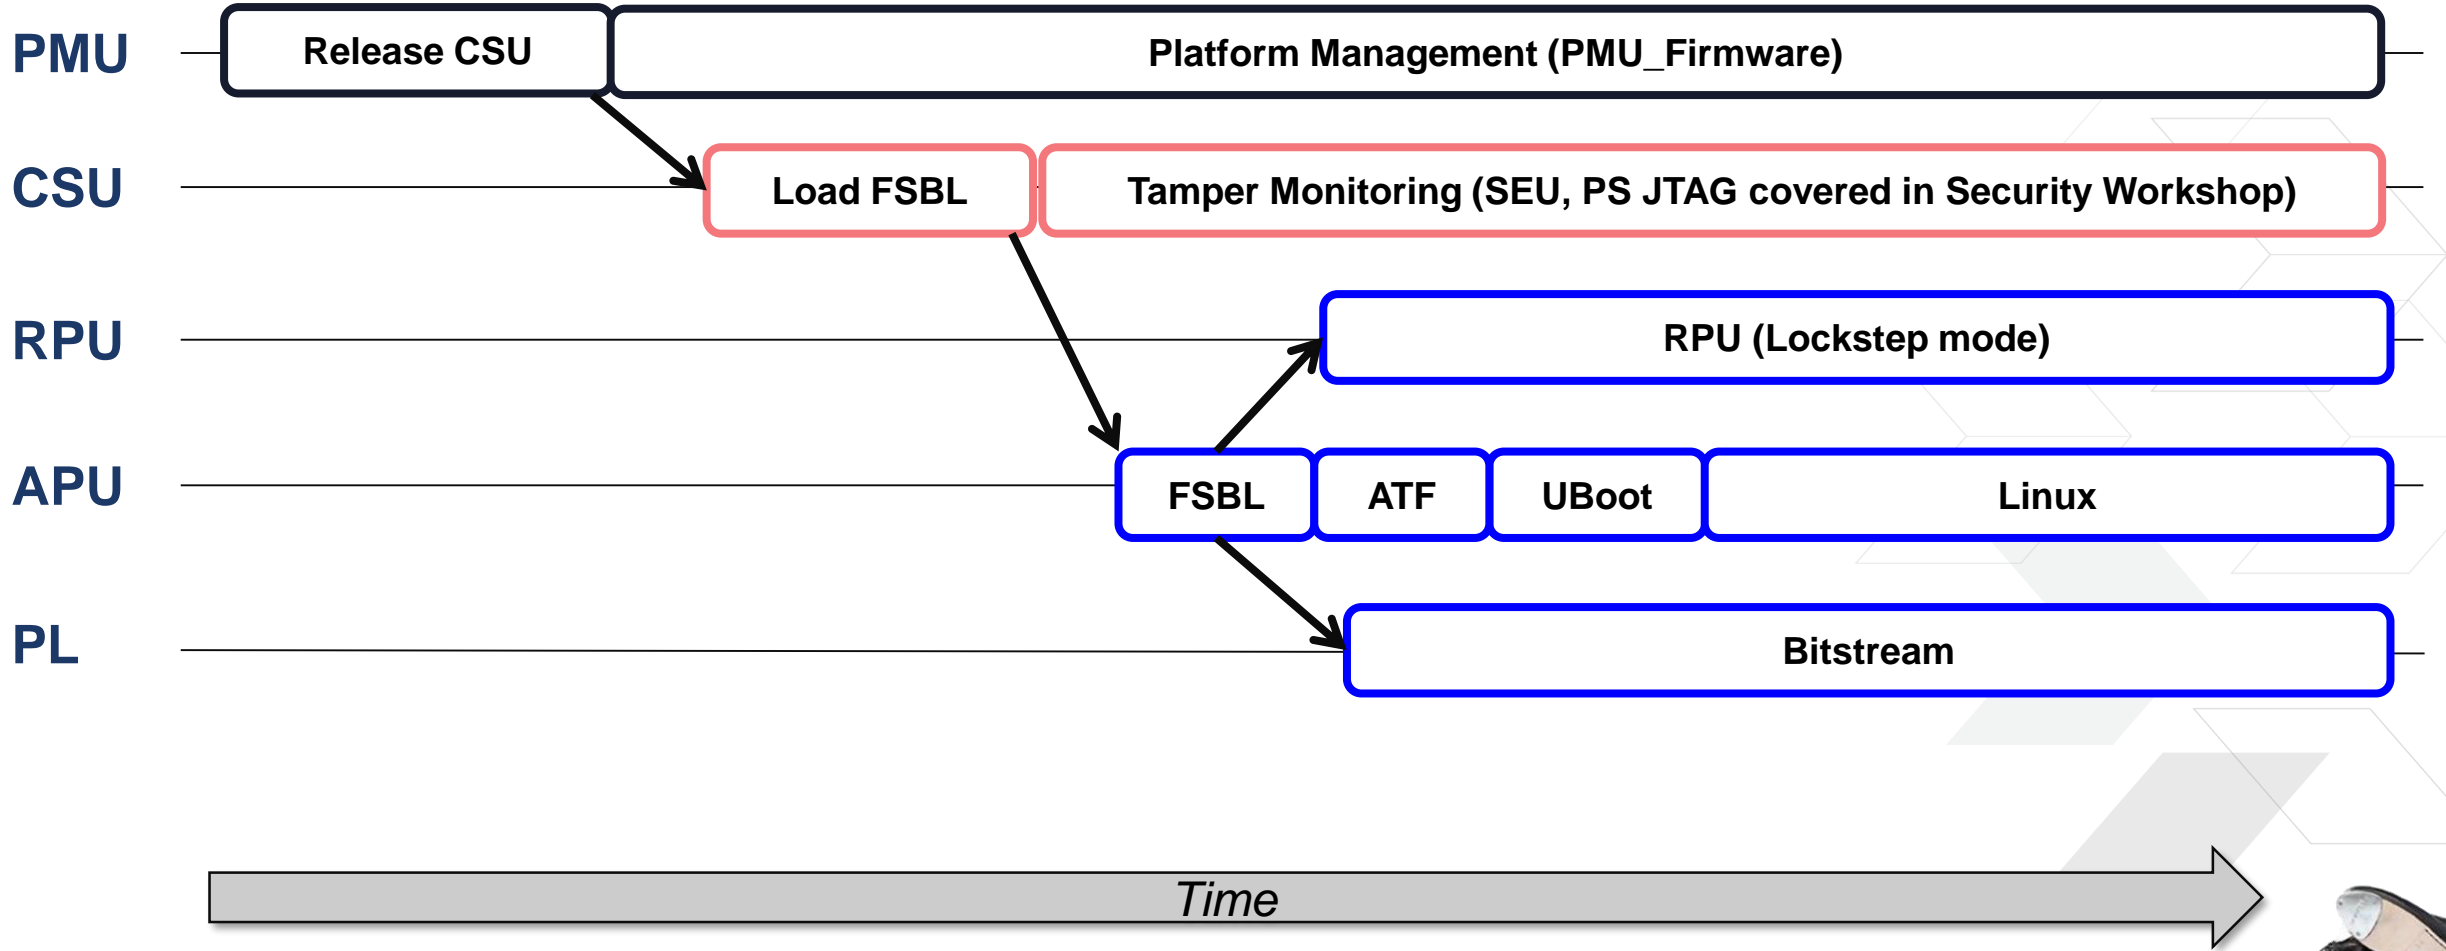 PMU
Release CSU
Platform Management (PMU_Firmware)
CSU
Load FSBL
Tamper Monitoring (SEU, PS JTAG covered in Security Workshop)
RPU
RPU (Lockstep mode)
APU
FSBL
ATF
UBoot
Linux
PL
Bitstream
Time